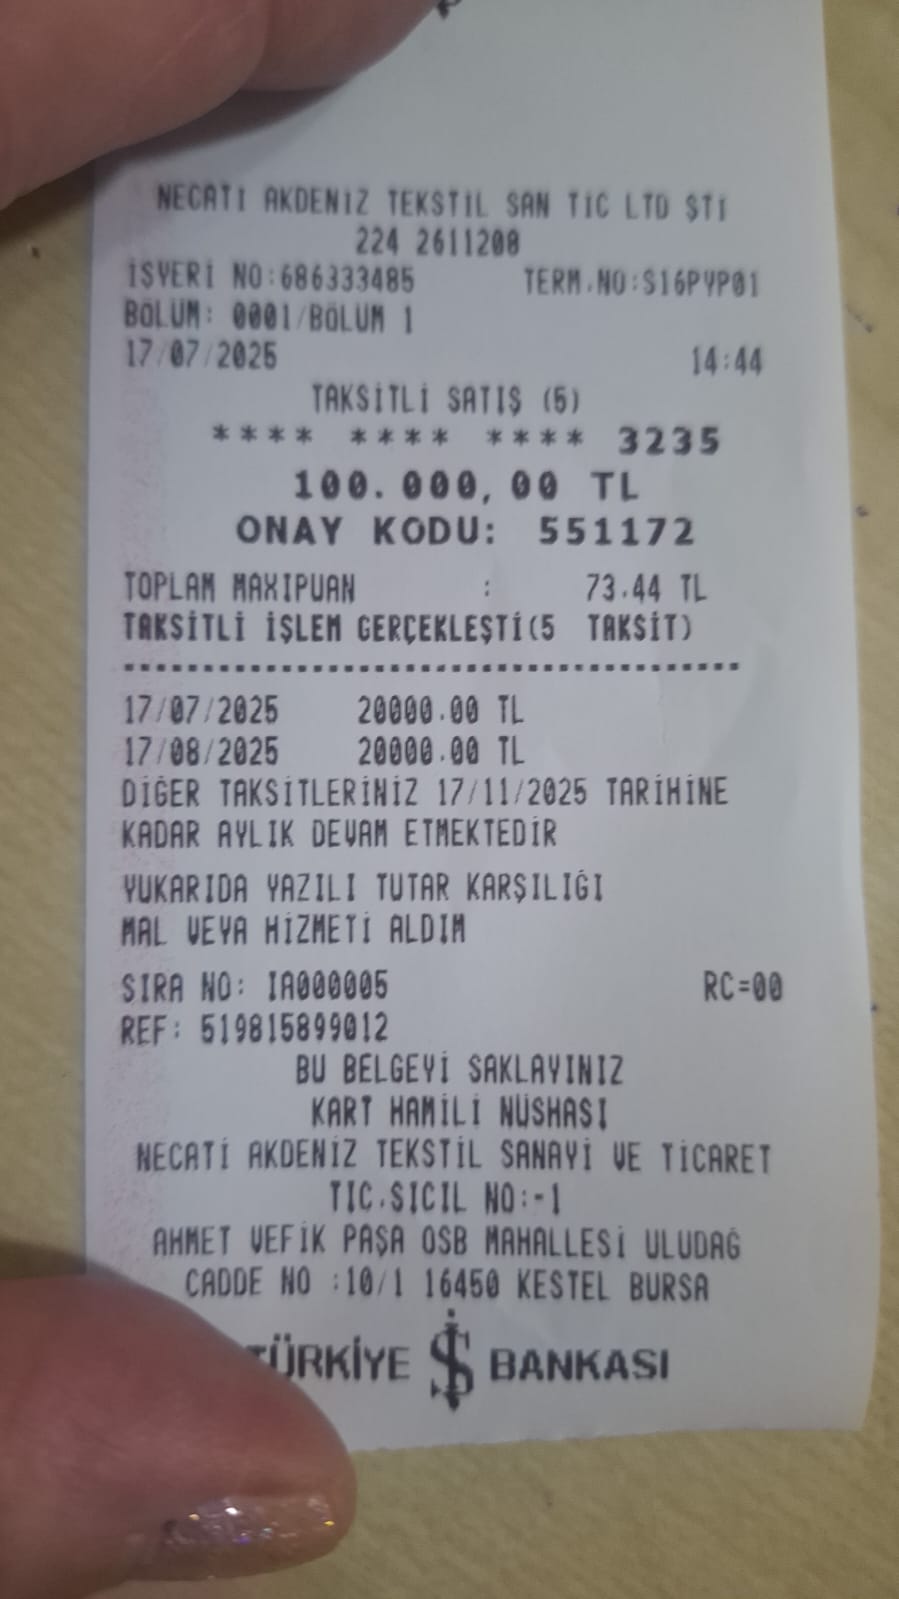 NECATİ AKDENİZ TEKSTİL SAN TİC LTD ŞTİ
224 2611208
İŞYERİ NO:686333485 TERM.NO:S16PYP01
BÖLÜM: 0001/BÖLÜM 1
17/07/2025 14:44
TAKSİTLİ SATIŞ (5)
**** **** **** 3235
100.000,00 TL
ONAY KODU: 551172
TOPLAM MAXIPUAN : 73.44 TL
TAKSİTLİ İŞLEM GERÇEKLEŞTİ(5 TAKSİT)
17/07/2025 20000.00 TL
17/08/2025 20000.00 TL
DİĞER TAKSİTLERİNİZ 17/11/2025 TARİHİNE
KADAR AYLIK DEVAM ETMEKTEDİR
YUKARIDA YAZILI TUTAR KARŞILIĞI
MAL VEYA HİZMETİ ALDIM
SIRA NO: IA000005 RC=00
REF: 519815899012
BU BELGEYİ SAKLAYINIZ
KART HAMİLİ NÜSHASI
NECATİ AKDENİZ TEKSTİL SANAYİ VE TİCARET
TIC.SICIL NO:-1
AHMET VEFİK PAŞA OSB MAHALLESİ ULUDAĞ
CADDE NO :10/1 16450 KESTEL BURSA
TÜRKİYE İŞ BANKASI